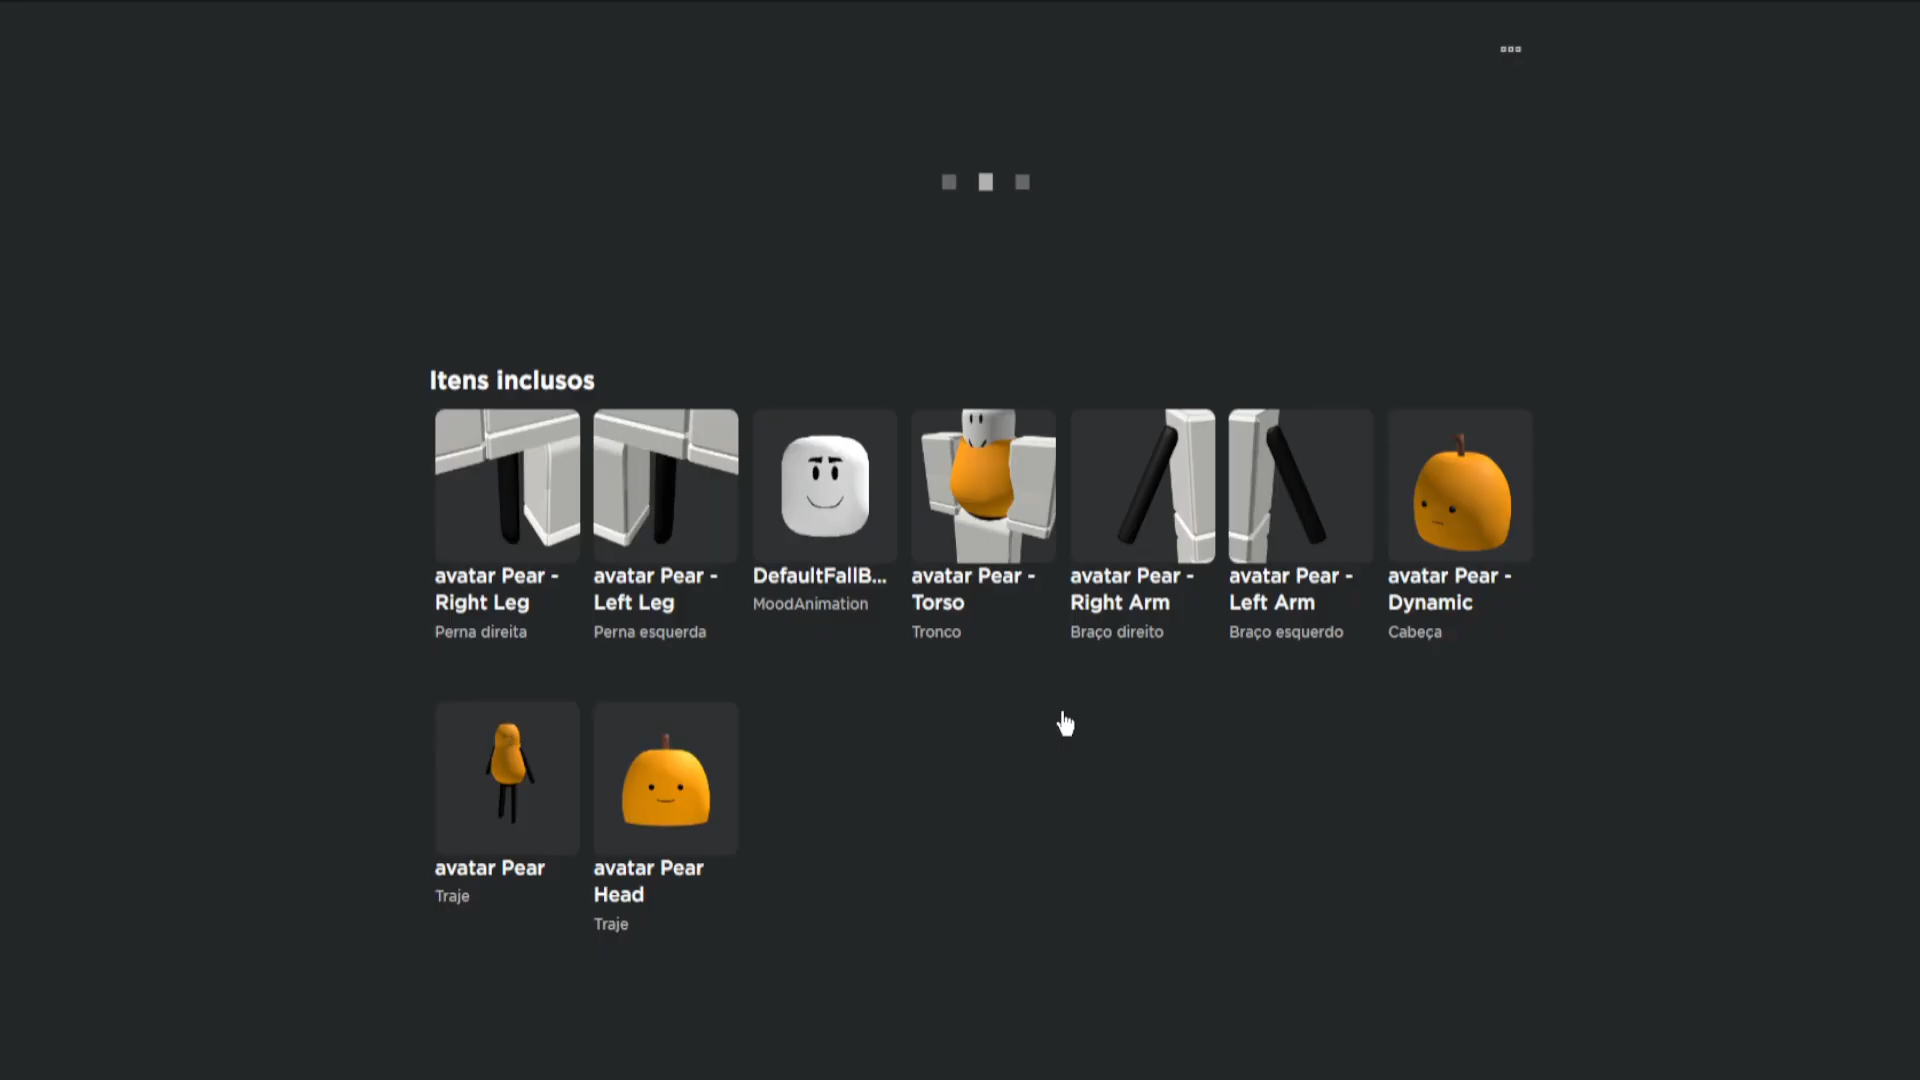 Itens inclusos
avatar Pear -
Right Leg
Perna direita
avatar Pear -
Left Leg
Perna esquerda
DefaultFallB...
MoodAnimation
avatar Pear -
Torso
Tronco
avatar Pear -
Right Arm
Braço direito
avatar Pear -
Left Arm
Braço esquerdo
avatar Pear -
Dynamic
Cabeça
avatar Pear
Traje
avatar Pear
Head
Traje